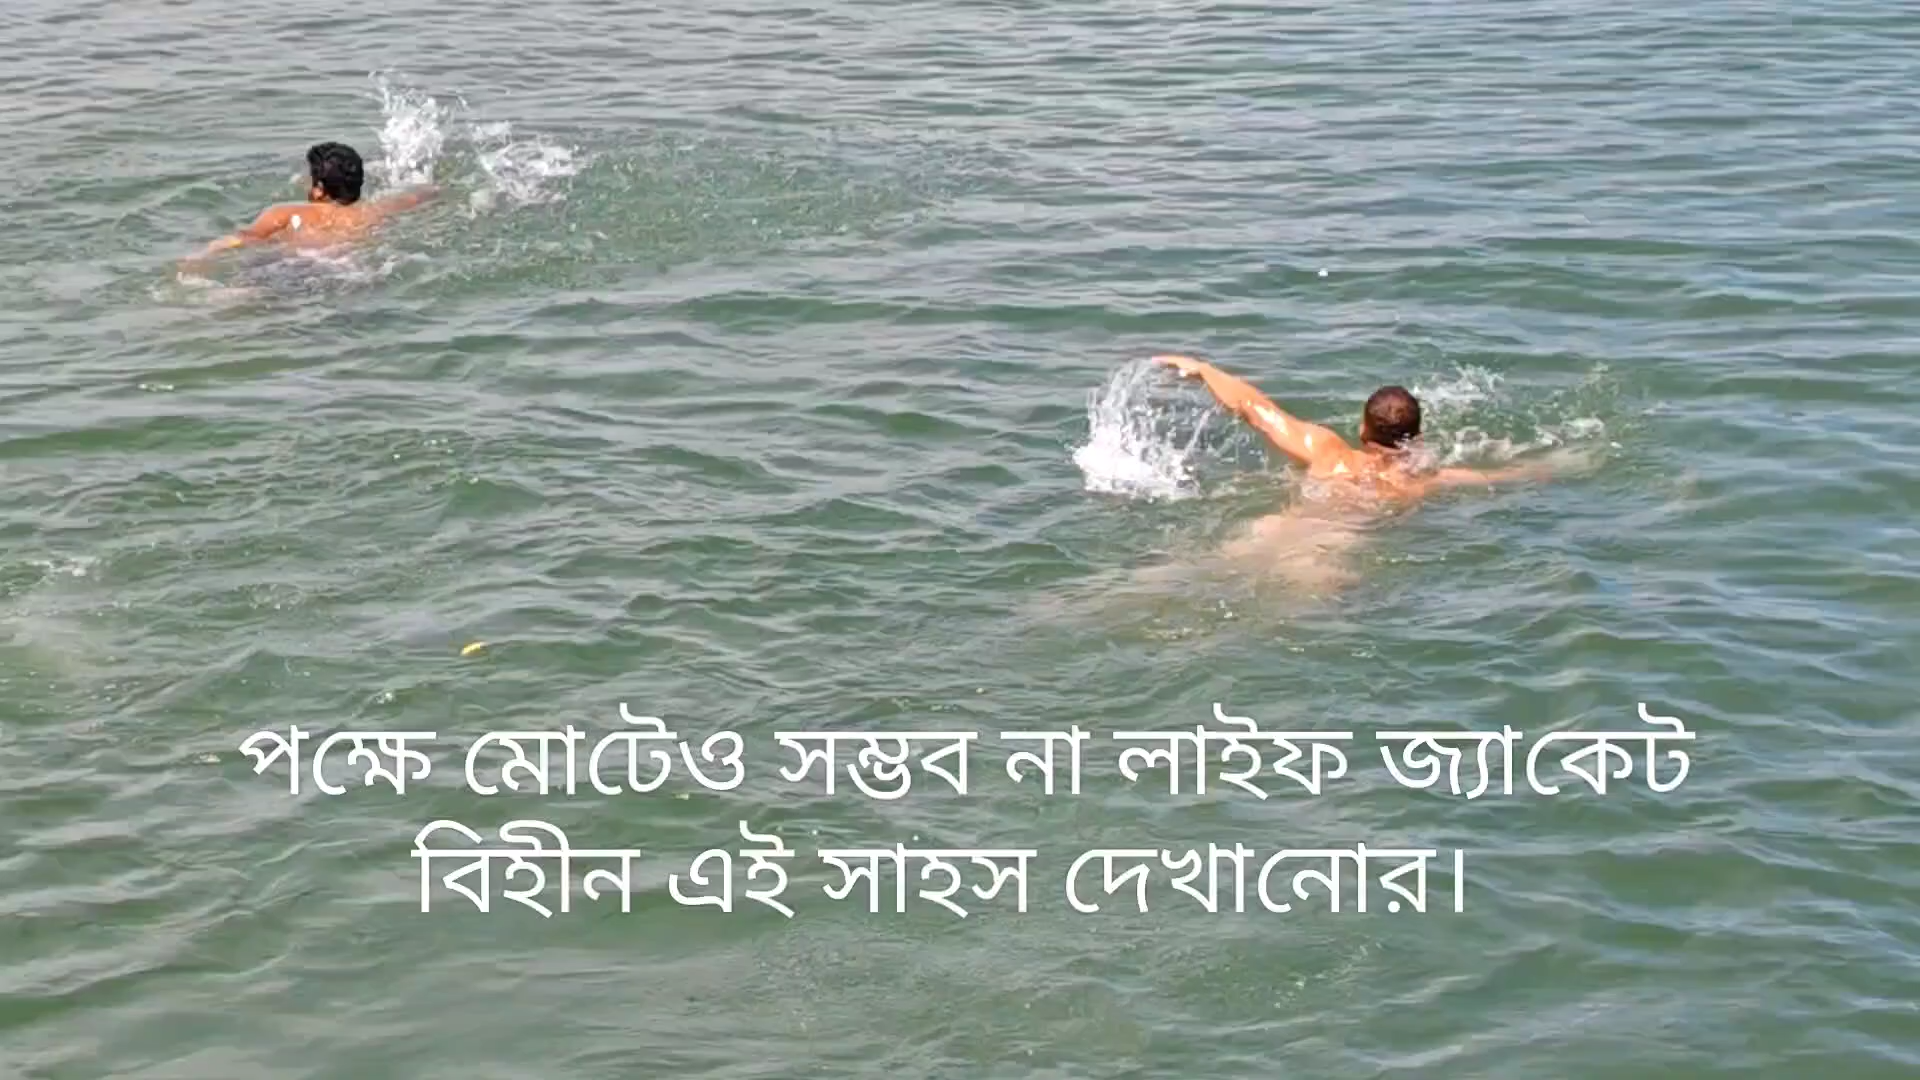 পক্ষে মোটেও সম্ভব না লাইফ জ্যাকেট
বিহীন এই সাহস দেখানোর।